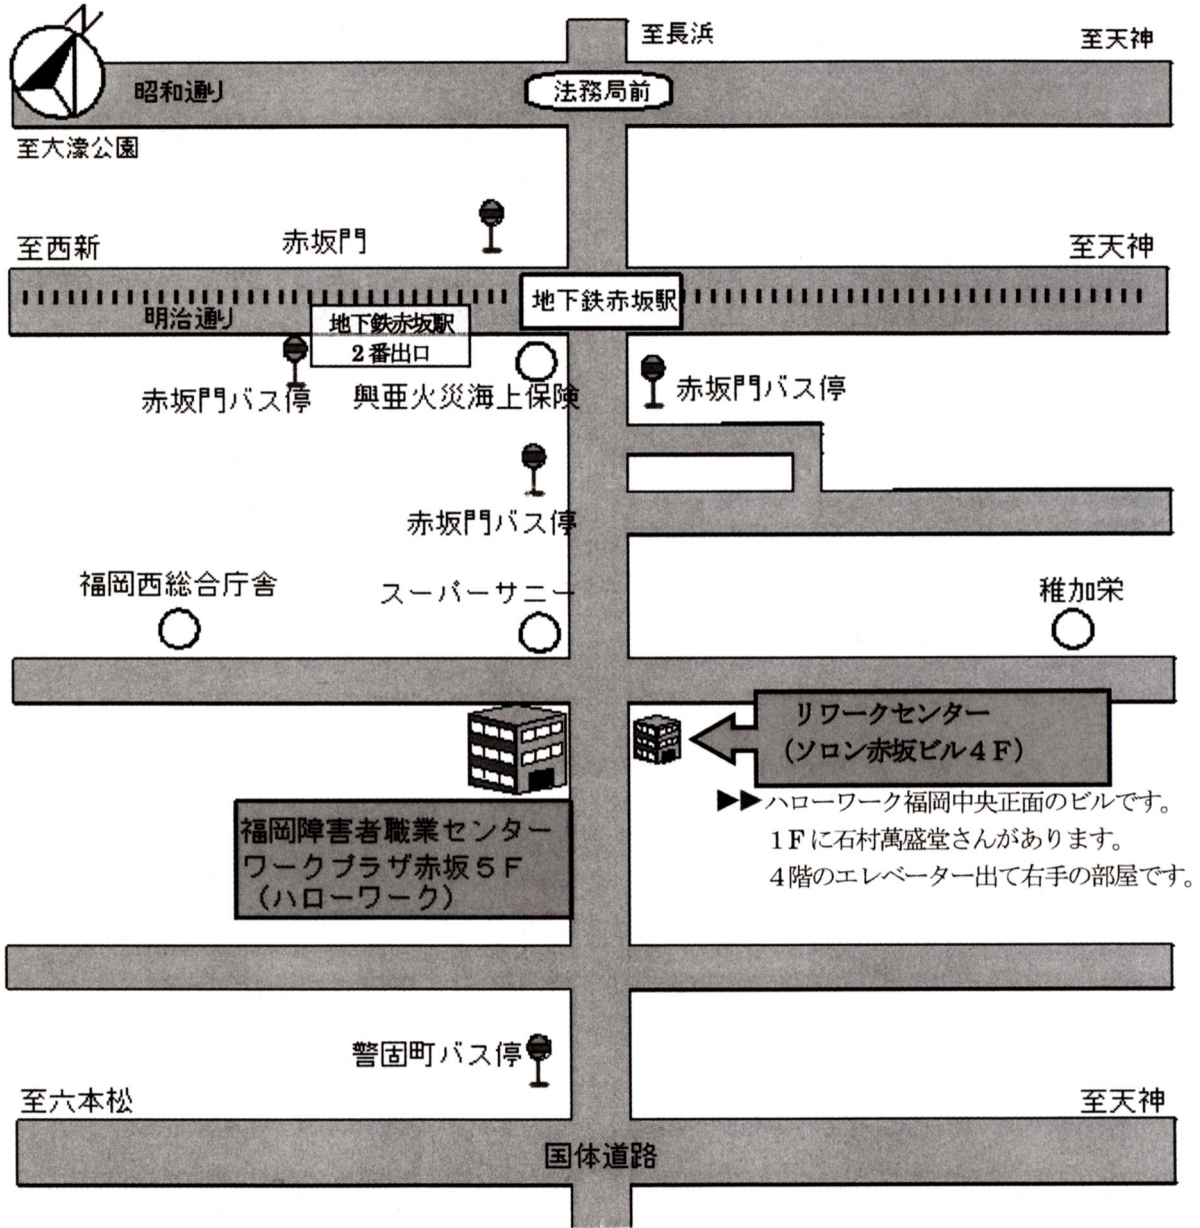 N
至長浜
至天神
昭和通り
法務局前
至大濠公園
至西新
赤坂門
至天神
地下鉄赤坂駅
明治通り
地下鉄赤坂駅
2番出口
赤坂門バス停
興亜火災海上保険
赤坂門バス停
赤坂門バス停
福岡西総合庁舎
スーパーサニー
稚加栄
リワークセンター
(ソロン赤坂ビル4F)
▶▶ハローワーク福岡中央正面のビルです。
1Fに石村萬盛堂さんがあります。
4階のエレベーター出て右手の部屋です。
福岡障害者職業センター
ワークプラザ赤坂5F
(ハローワーク)
警固町バス停
至六本松
至天神
国体道路